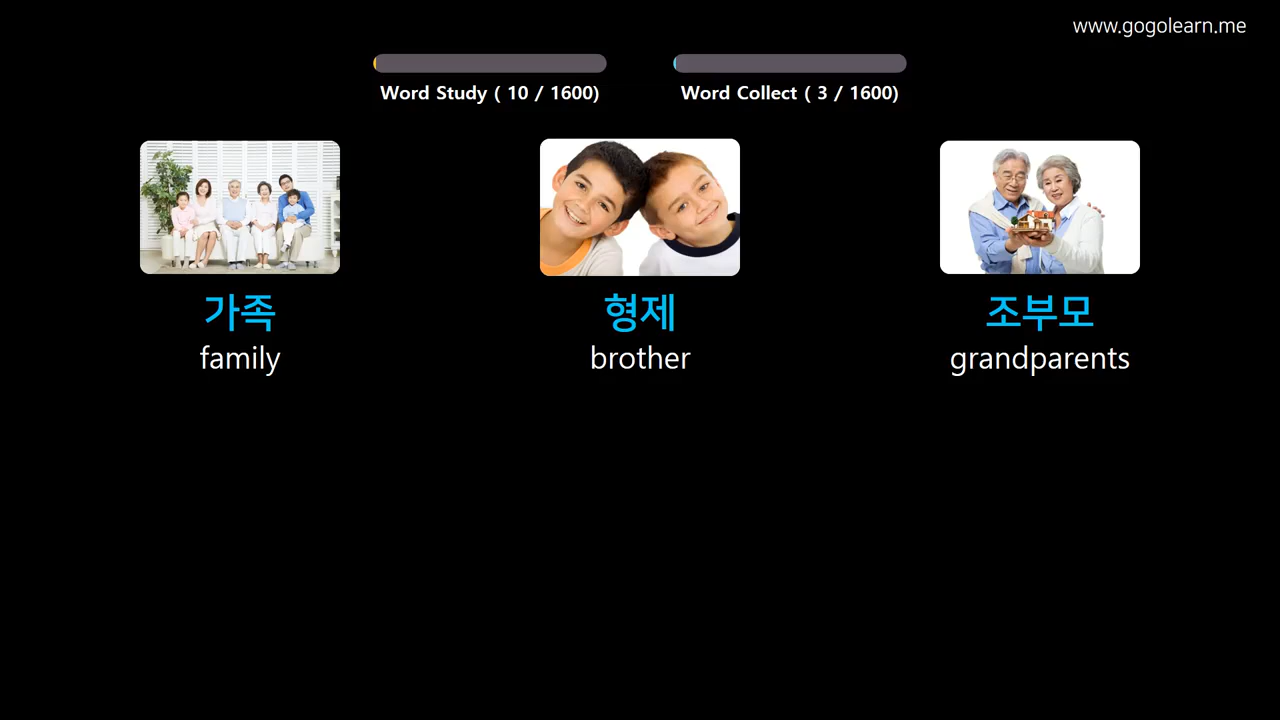 www.gogolearn.me
Word Study ( 10 / 1600)
Word Collect ( 3 / 1600)
가족
family
형제
brother
조부모
grandparents